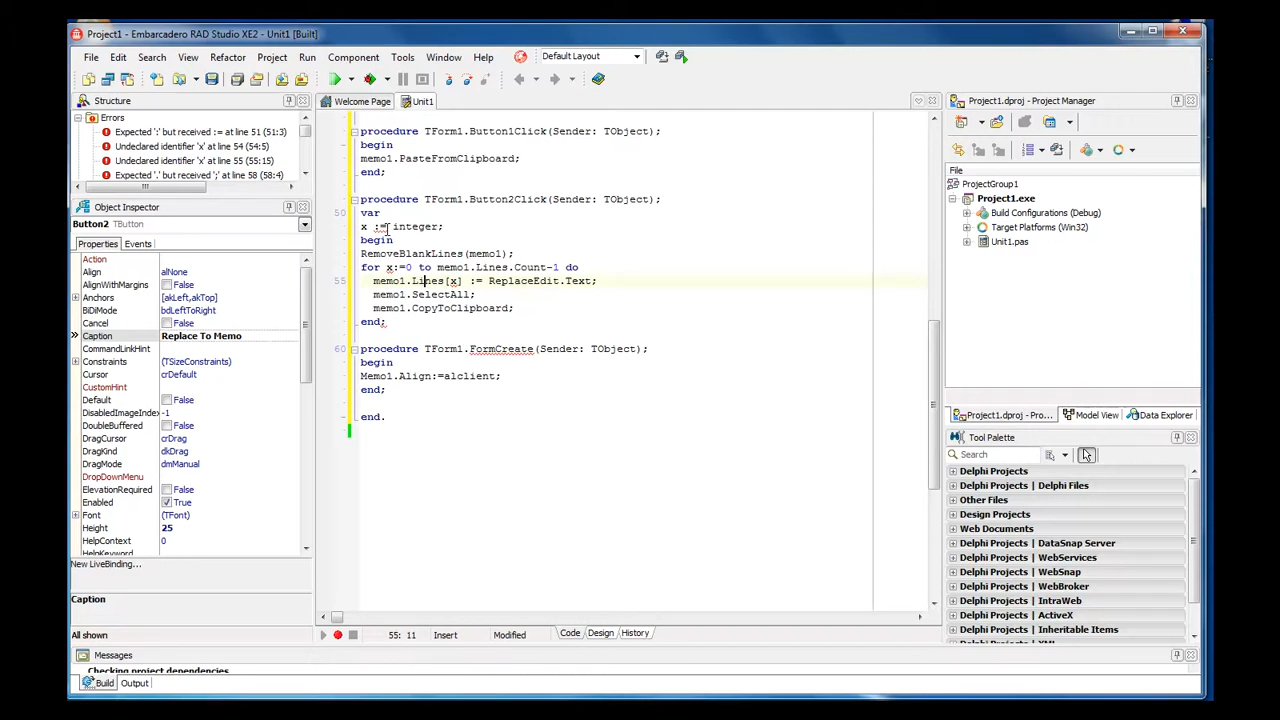 Project1 - Embarcadero RAD Studio XE2 - Unit1 [Built]
File Edit Search View Refactor Project Run Component Tools Window Help
Default Layout
Structure
Errors
Expected ':' but received := at line 51 (51:3)
Undeclared identifier 'x' at line 54 (54:5)
Undeclared identifier 'x' at line 55 (55:15)
Expected '.' but received ';' at line 58 (58:4)
Object Inspector
Button2 TButton
Properties Events
Action
Align alNone
AlignWithMargins False
Anchors [akLeft,akTop]
BiDiMode bdLeftToRight
Cancel False
Caption Replace To Memo
CommandLinkHint
Constraints (TSizeConstraints)
Cursor crDefault
CustomHint
Default False
DisabledImageIndex -1
DoubleBuffered False
DragCursor crDrag
DragKind dkDrag
DragMode dmManual
DropDownMenu
ElevationRequired False
Enabled True
Font (TFont)
Height 25
HelpContext 0
HelpKeyword
New LiveBinding...
Caption
All shown
Welcome Page Unit1
procedure TForm1.Button1Click(Sender: TObject);
begin
memo1.PasteFromClipboard;
end;
procedure TForm1.Button2Click(Sender: TObject);
50 var
x := integer;
begin
RemoveBlankLines(memo1);
for x:=0 to memo1.Lines.Count-1 do
55 memo1.Lines[x] := ReplaceEdit.Text;
memo1.SelectAll;
memo1.CopyToClipboard;
end;
60 procedure TForm1.FormCreate(Sender: TObject);
begin
Memo1.Align:=alclient;
end;
end.
55: 11 Insert Modified Code Design History
Project1.dproj - Project Manager
File
ProjectGroup1
Project1.exe
Build Configurations (Debug)
Target Platforms (Win32)
Unit1.pas
Project1.dproj - Pro... Model View Data Explorer
Tool Palette
Search
Delphi Projects
Delphi Projects | Delphi Files
Other Files
Design Projects
Web Documents
Delphi Projects | DataSnap Server
Delphi Projects | WebServices
Delphi Projects | WebSnap
Delphi Projects | WebBroker
Delphi Projects | IntraWeb
Delphi Projects | ActiveX
Delphi Projects | Inheritable Items
Delphi Projects | XML
Messages
Checking project dependencies
Build Output